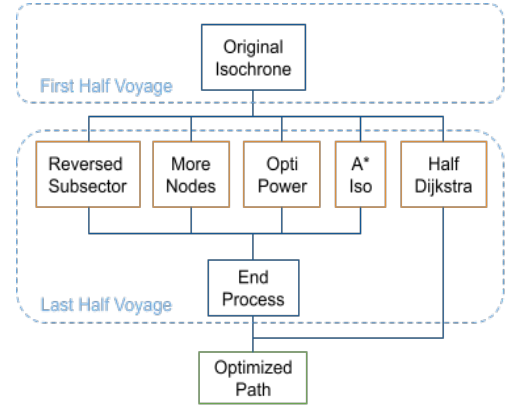 Original
Isochrone
First Half Voyage
Reversed
Subsector
More
Nodes
Opti
Power
A*
Iso
Half
Dijkstra
End
Process
Last Half Voyage
Optimized
Path